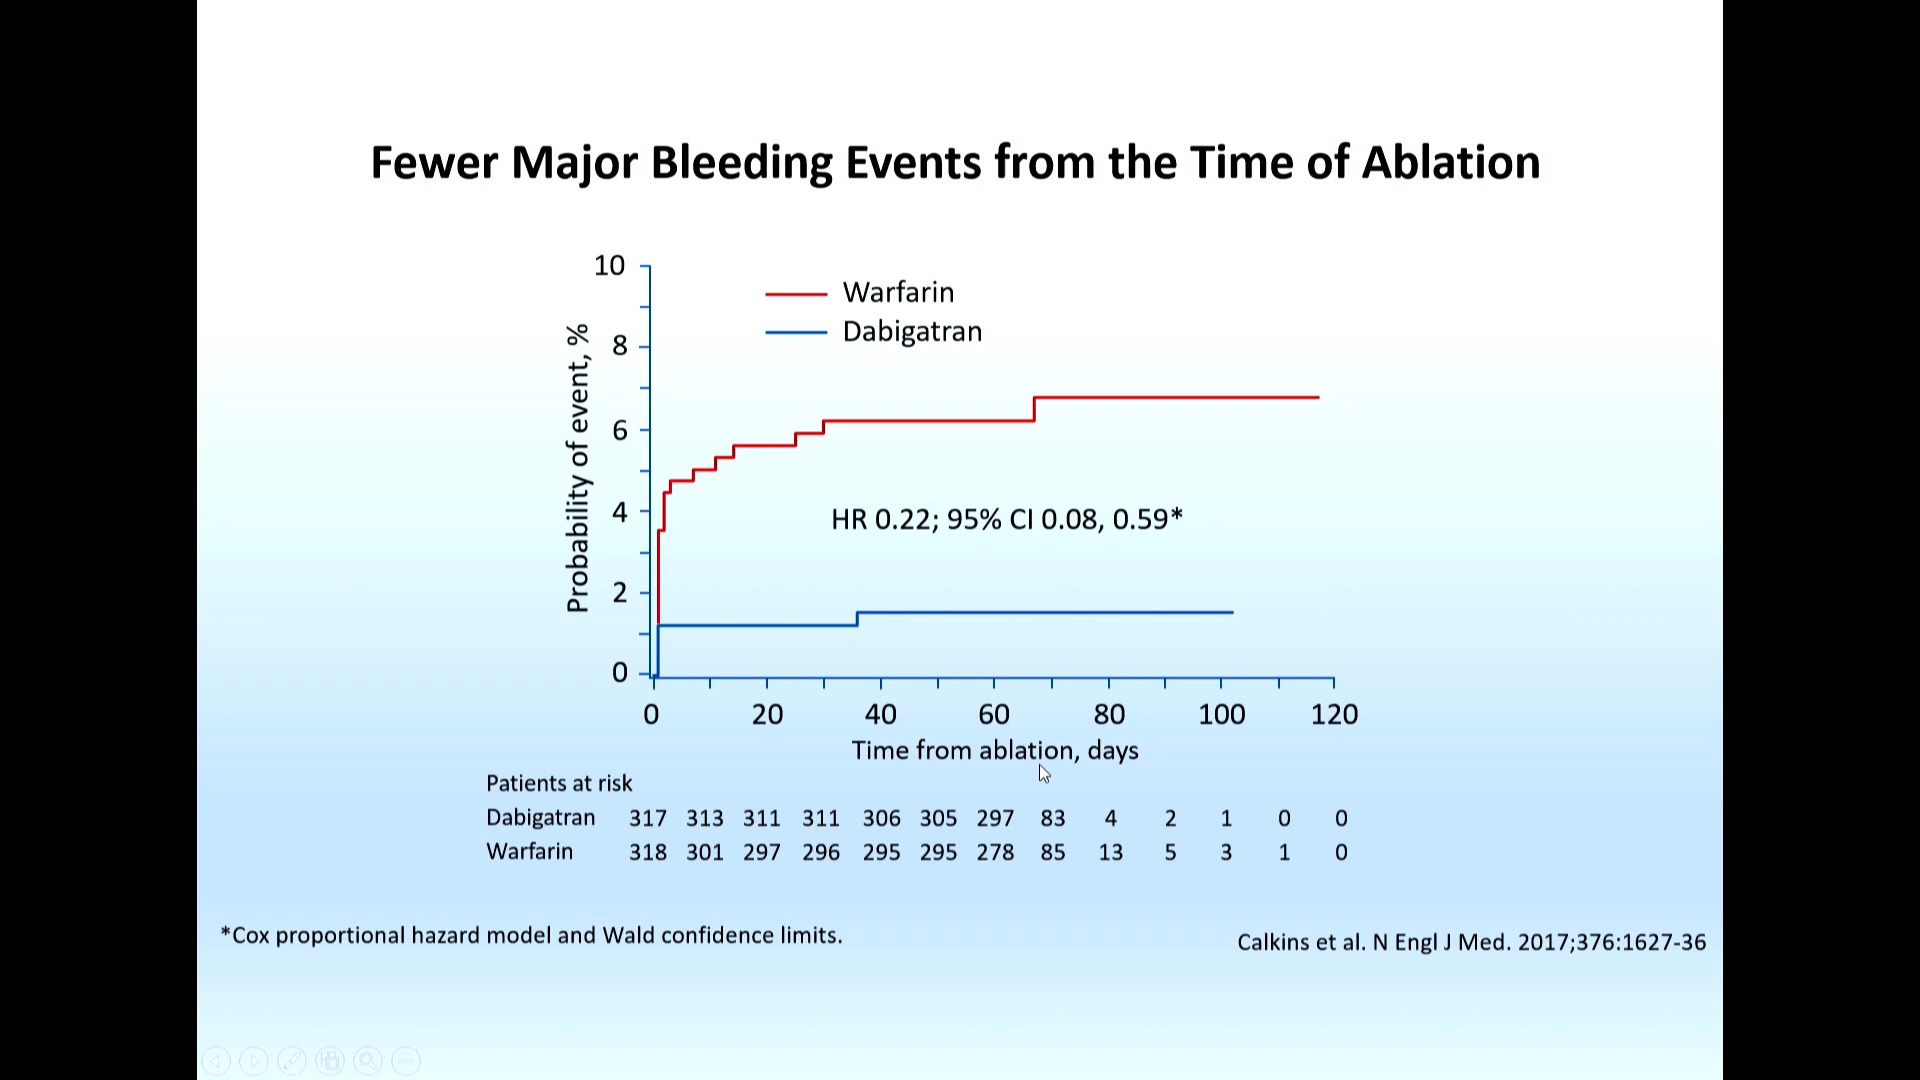 Fewer Major Bleeding Events from the Time of Ablation
10
8
6
4
2
0
Probability of event, %
Warfarin
Dabigatran
HR 0.22; 95% CI 0.08, 0.59*
0 20 40 60 80 100 120
Time from ablation, days
Patients at risk
Dabigatran 317 313 311 311 306 305 297 83 4 2 1 0 0
Warfarin 318 301 297 296 295 295 278 85 13 5 3 1 0
*Cox proportional hazard model and Wald confidence limits.
Calkins et al. N Engl J Med. 2017;376:1627-36